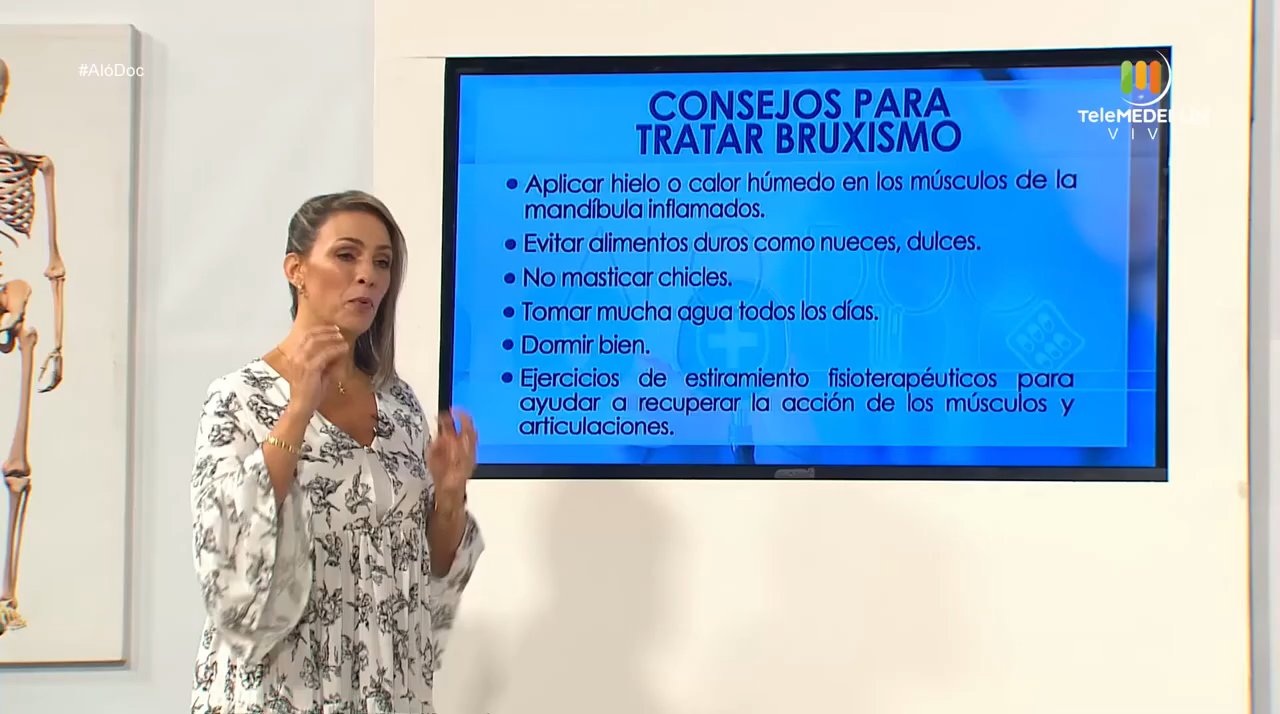 #AlóDoc
TeleMEDELLÍN
VIV
CONSEJOS PARA
TRATAR BRUXISMO
• Aplicar hielo o calor húmedo en los músculos de la
mandíbula inflamados.
• Evitar alimentos duros como nueces, dulces.
• No masticar chicles.
• Tomar mucha agua todos los días.
• Dormir bien.
• Ejercicios de estiramiento fisioterapéuticos para
ayudar a recuperar la acción de los músculos y
articulaciones.